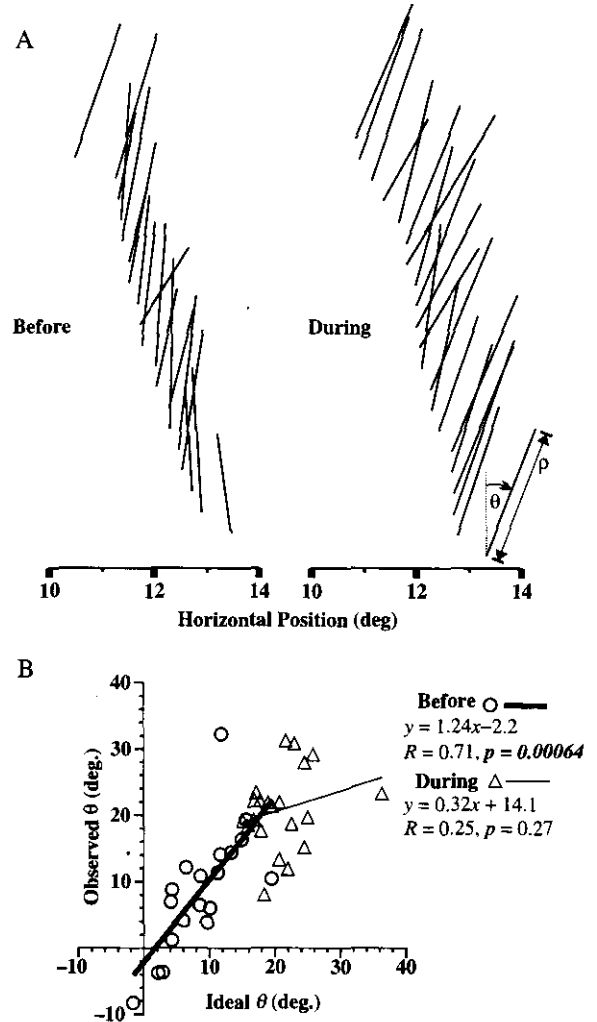 A
Before
During
ρ
θ
10 12 14
10 12 14
Horizontal Position (deg)
B
40
30
20
10
-10
Observed θ (deg.)
-10 10 20 30 40
Ideal θ (deg.)
Before
y = 1.24x–2.2
R = 0.71, p = 0.00064
During
y = 0.32x + 14.1
R = 0.25, p = 0.27